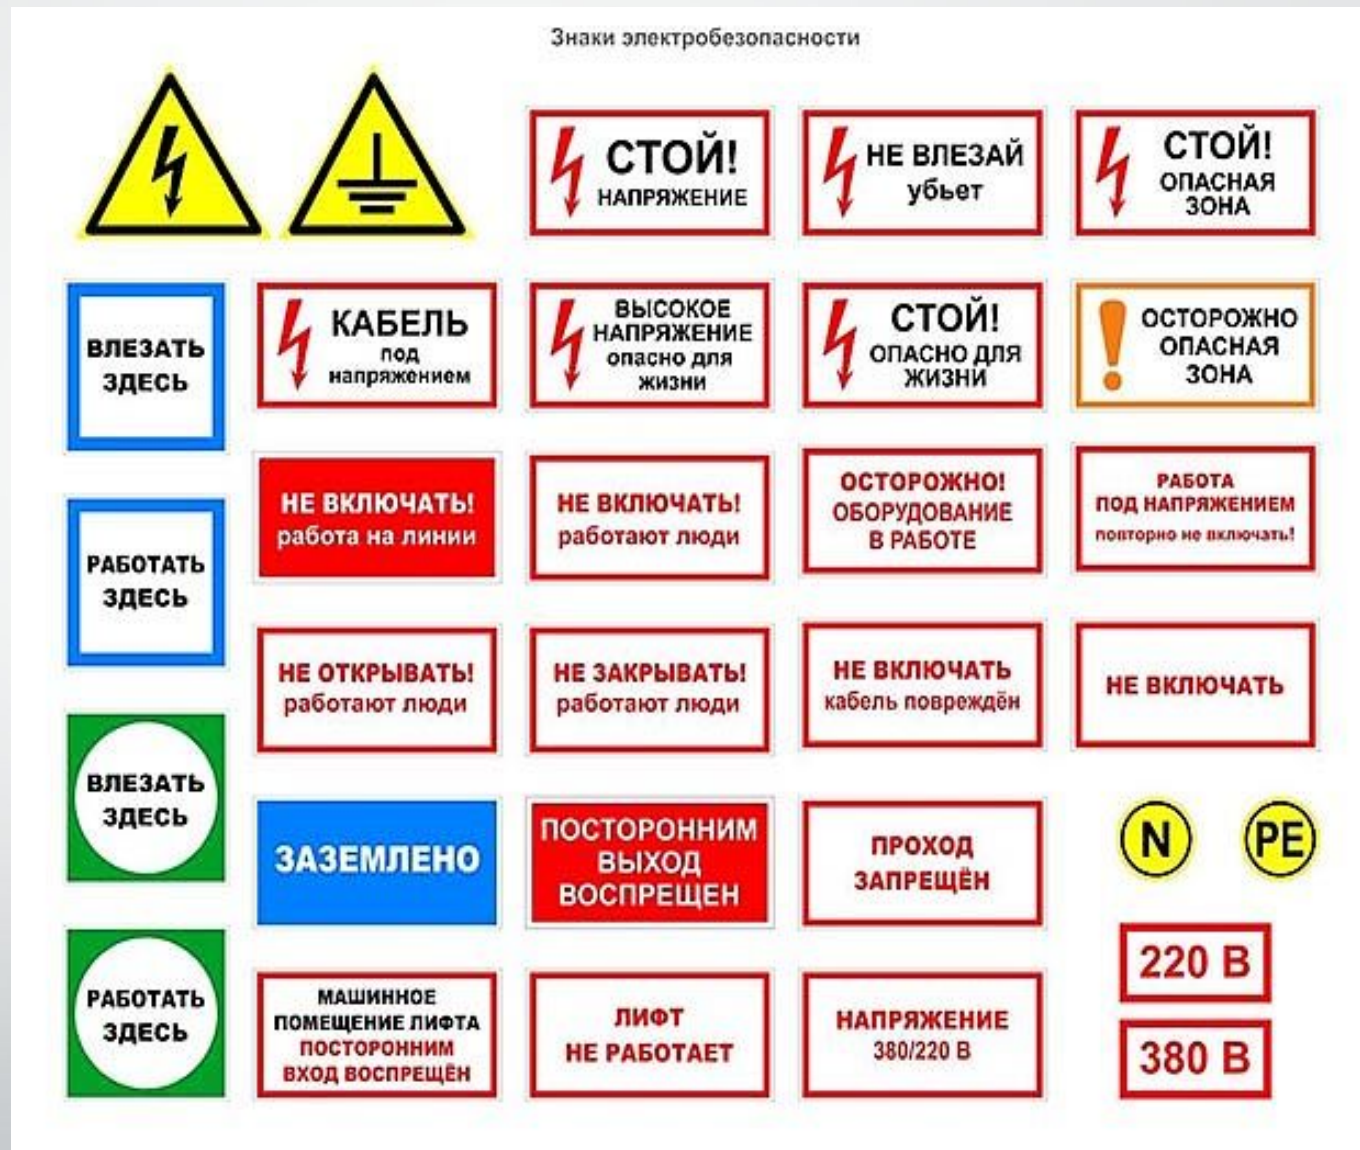 Знаки электробезопасности
СТОЙ!
НАПРЯЖЕНИЕ
НЕ ВЛЕЗАЙ
убьет
СТОЙ!
ОПАСНАЯ
ЗОНА
ВЛЕЗАТЬ
ЗДЕСЬ
КАБЕЛЬ
под
напряжением
ВЫСОКОЕ
НАПРЯЖЕНИЕ
опасно для
жизни
СТОЙ!
ОПАСНО ДЛЯ
ЖИЗНИ
ОСТОРОЖНО
ОПАСНАЯ
ЗОНА
РАБОТАТЬ
ЗДЕСЬ
НЕ ВКЛЮЧАТЬ!
работа на линии
НЕ ВКЛЮЧАТЬ!
работают люди
ОСТОРОЖНО!
ОБОРУДОВАНИЕ
В РАБОТЕ
РАБОТА
ПОД НАПРЯЖЕНИЕМ
повторно не включать!
НЕ ОТКРЫВАТЬ!
работают люди
НЕ ЗАКРЫВАТЬ!
работают люди
НЕ ВКЛЮЧАТЬ
кабель повреждён
НЕ ВКЛЮЧАТЬ
ВЛЕЗАТЬ
ЗДЕСЬ
ЗАЗЕМЛЕНО
ПОСТОРОННИМ
ВЫХОД
ВОСПРЕЩЕН
ПРОХОД
ЗАПРЕЩЁН
N
PE
РАБОТАТЬ
ЗДЕСЬ
МАШИННОЕ
ПОМЕЩЕНИЕ ЛИФТА
ПОСТОРОННИМ
ВХОД ВОСПРЕЩЁН
ЛИФТ
НЕ РАБОТАЕТ
НАПРЯЖЕНИЕ
380/220 В
220 В
380 В